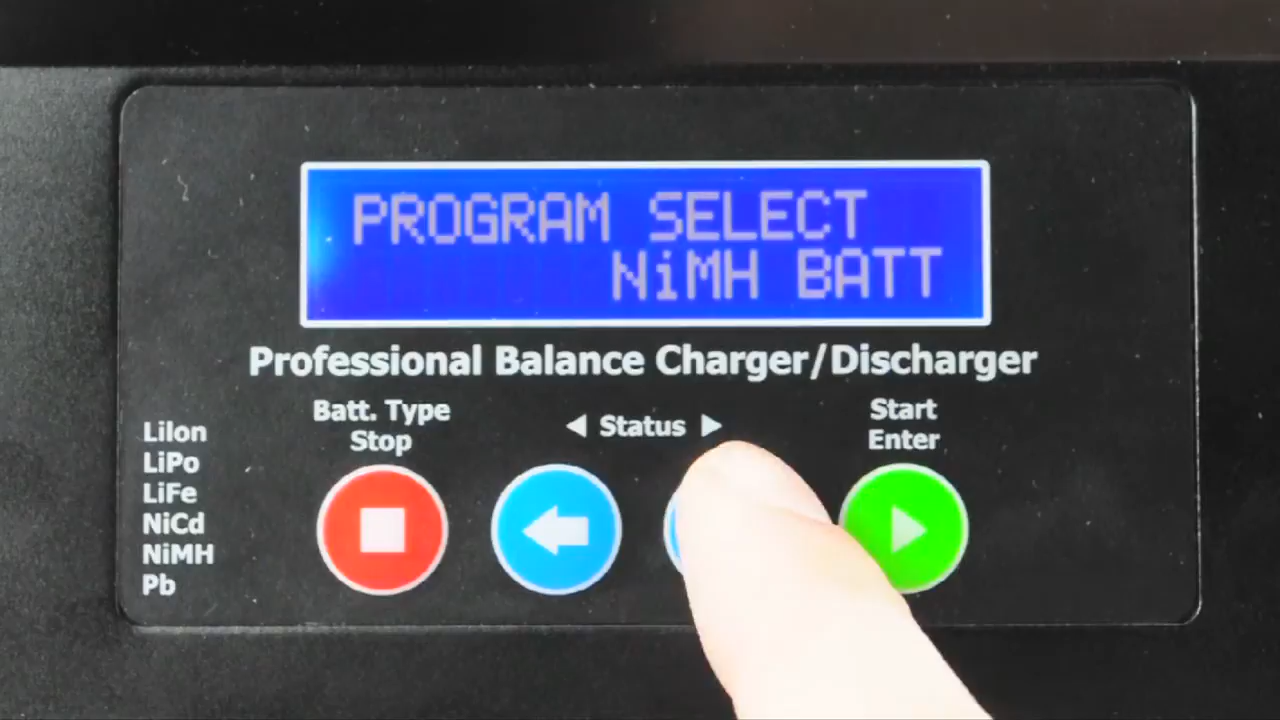 PROGRAM SELECT
NiMH BATT
Professional Balance Charger/Discharger
Batt. Type
Stop
◀ Status ▶
Start
Enter
LiIon
LiPo
LiFe
NiCd
NiMH
Pb